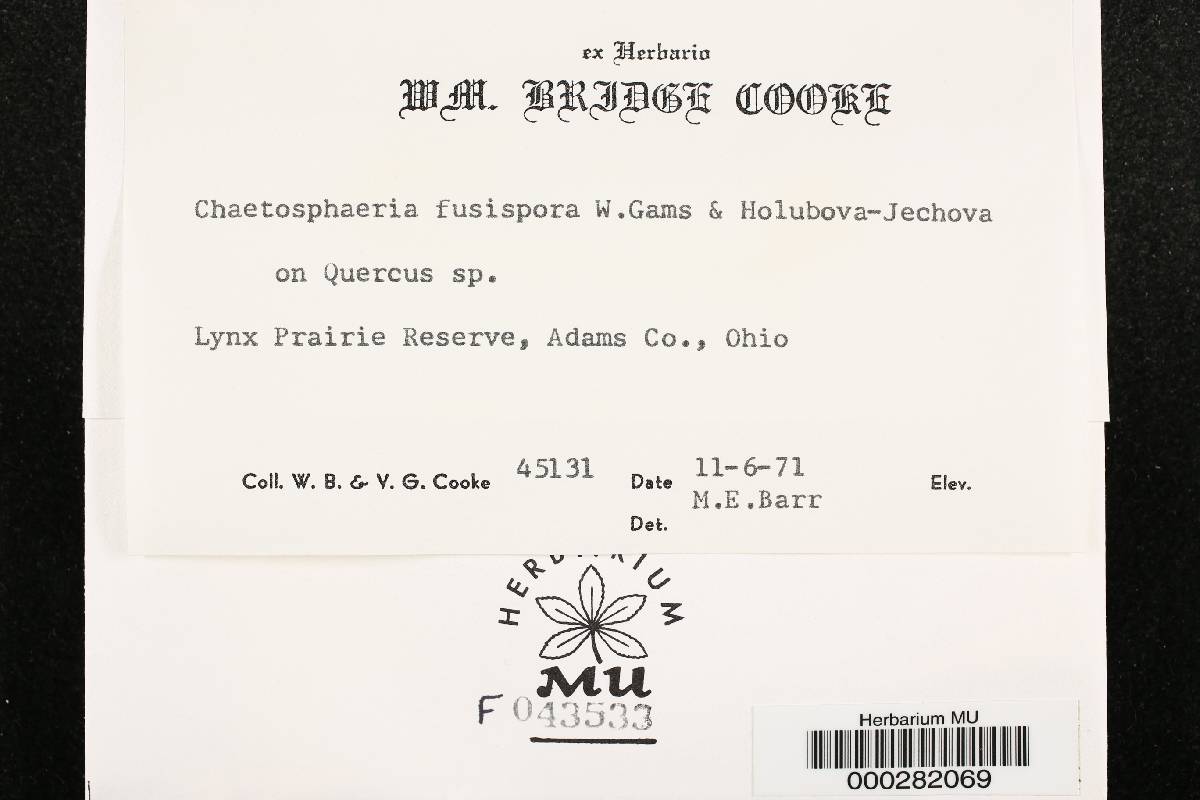 ex Herbario
WM. BRIDGE COOKE
Chaetosphaeria fusispora W.Gams & Holubova-Jechova
on Quercus sp.
Lynx Prairie Reserve, Adams Co., Ohio
Coll. W. B. & V. G. Cooke 45131 Date 11-6-71 Elev.
M.E.Barr
Det.
HERBARIUM
MU
F 043533
Herbarium MU
000282069